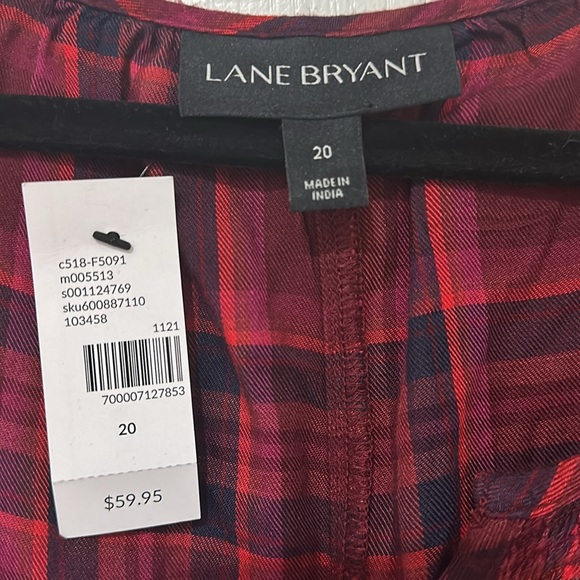 LANE BRYANT
20
MADE IN
INDIA
c518-F5091
m005513
s001124769
sku600887110
103458
1121
700007127853
20
$59.95